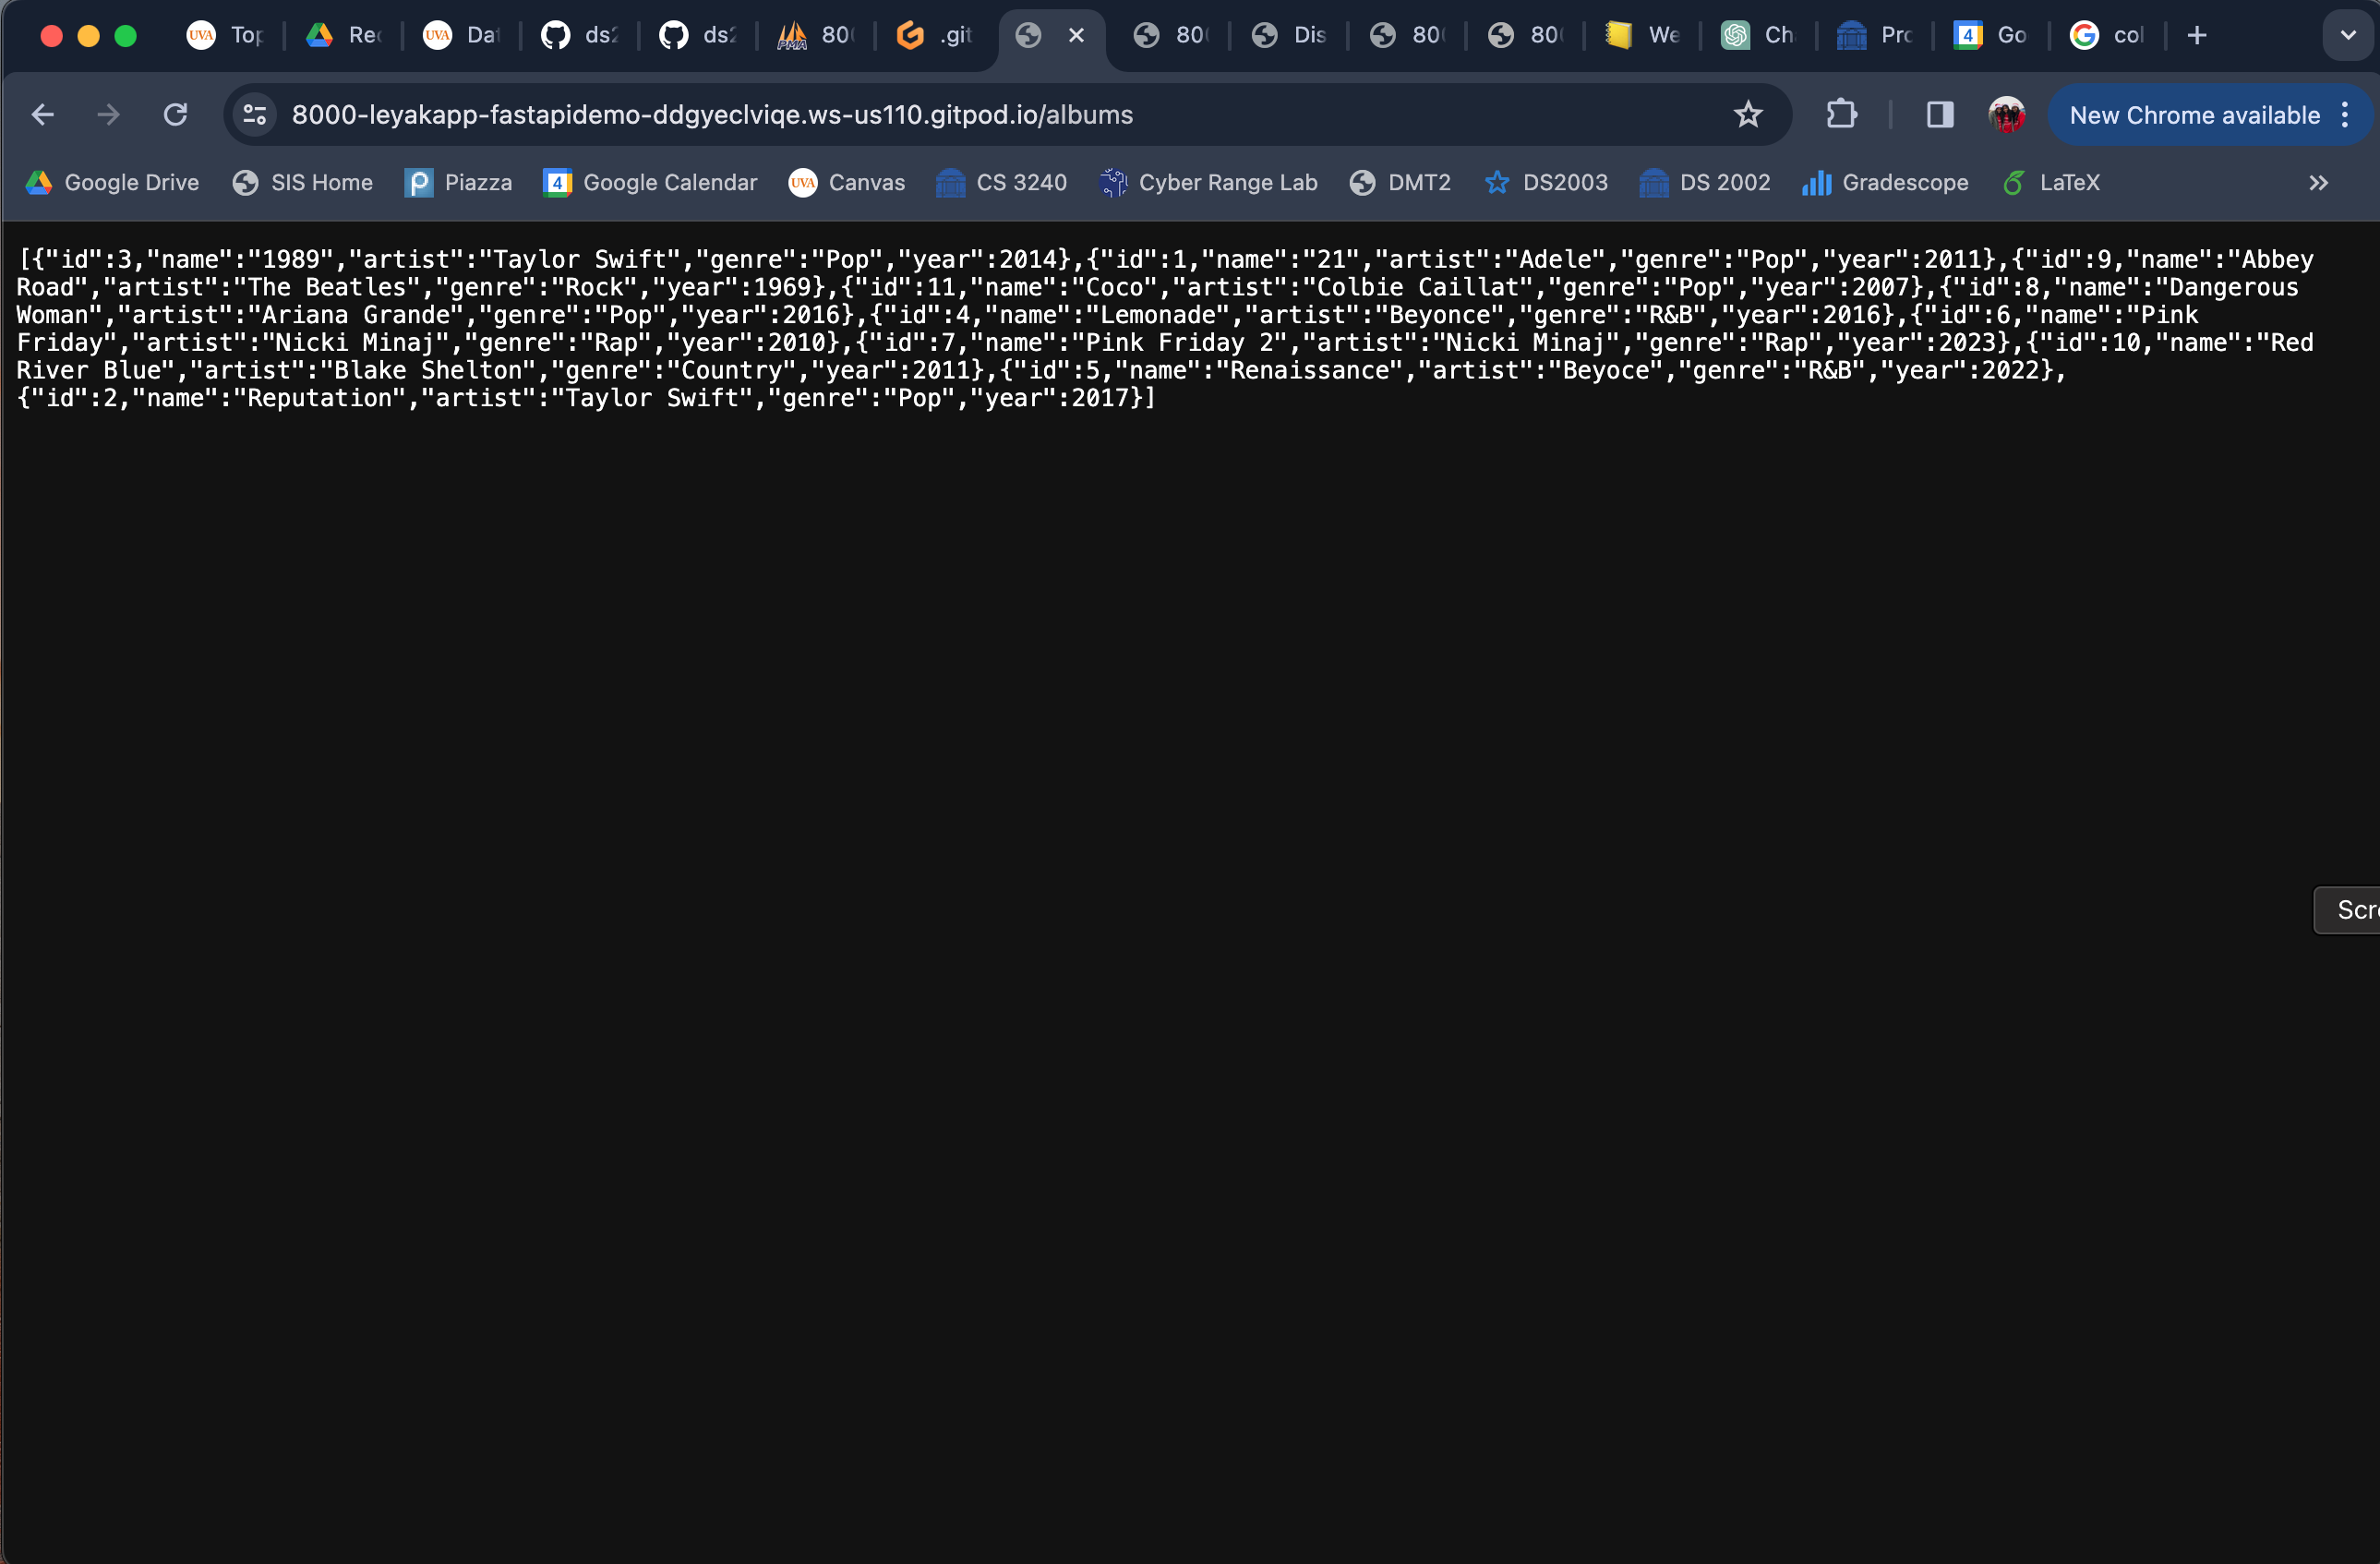 Top Rec Dat ds2 ds2 PMA 80 .git 80 Dis 80 80 We Ch Pro 4 Go col
8000-leyakapp-fastapidemo-ddgyeclviqe.ws-us110.gitpod.io/albums New Chrome available
Google Drive SIS Home Piazza 4 Google Calendar UVA Canvas CS 3240 Cyber Range Lab DMT2 DS2003 DS 2002 Gradescope LaTeX
[{"id":3,"name":"1989","artist":"Taylor Swift","genre":"Pop","year":2014},{"id":1,"name":"21","artist":"Adele","genre":"Pop","year":2011},{"id":9,"name":"Abbey
Road","artist":"The Beatles","genre":"Rock","year":1969},{"id":11,"name":"Coco","artist":"Colbie Caillat","genre":"Pop","year":2007},{"id":8,"name":"Dangerous
Woman","artist":"Ariana Grande","genre":"Pop","year":2016},{"id":4,"name":"Lemonade","artist":"Beyonce","genre":"R&B","year":2016},{"id":6,"name":"Pink
Friday","artist":"Nicki Minaj","genre":"Rap","year":2010},{"id":7,"name":"Pink Friday 2","artist":"Nicki Minaj","genre":"Rap","year":2023},{"id":10,"name":"Red
River Blue","artist":"Blake Shelton","genre":"Country","year":2011},{"id":5,"name":"Renaissance","artist":"Beyoce","genre":"R&B","year":2022},
{"id":2,"name":"Reputation","artist":"Taylor Swift","genre":"Pop","year":2017}]
Scr